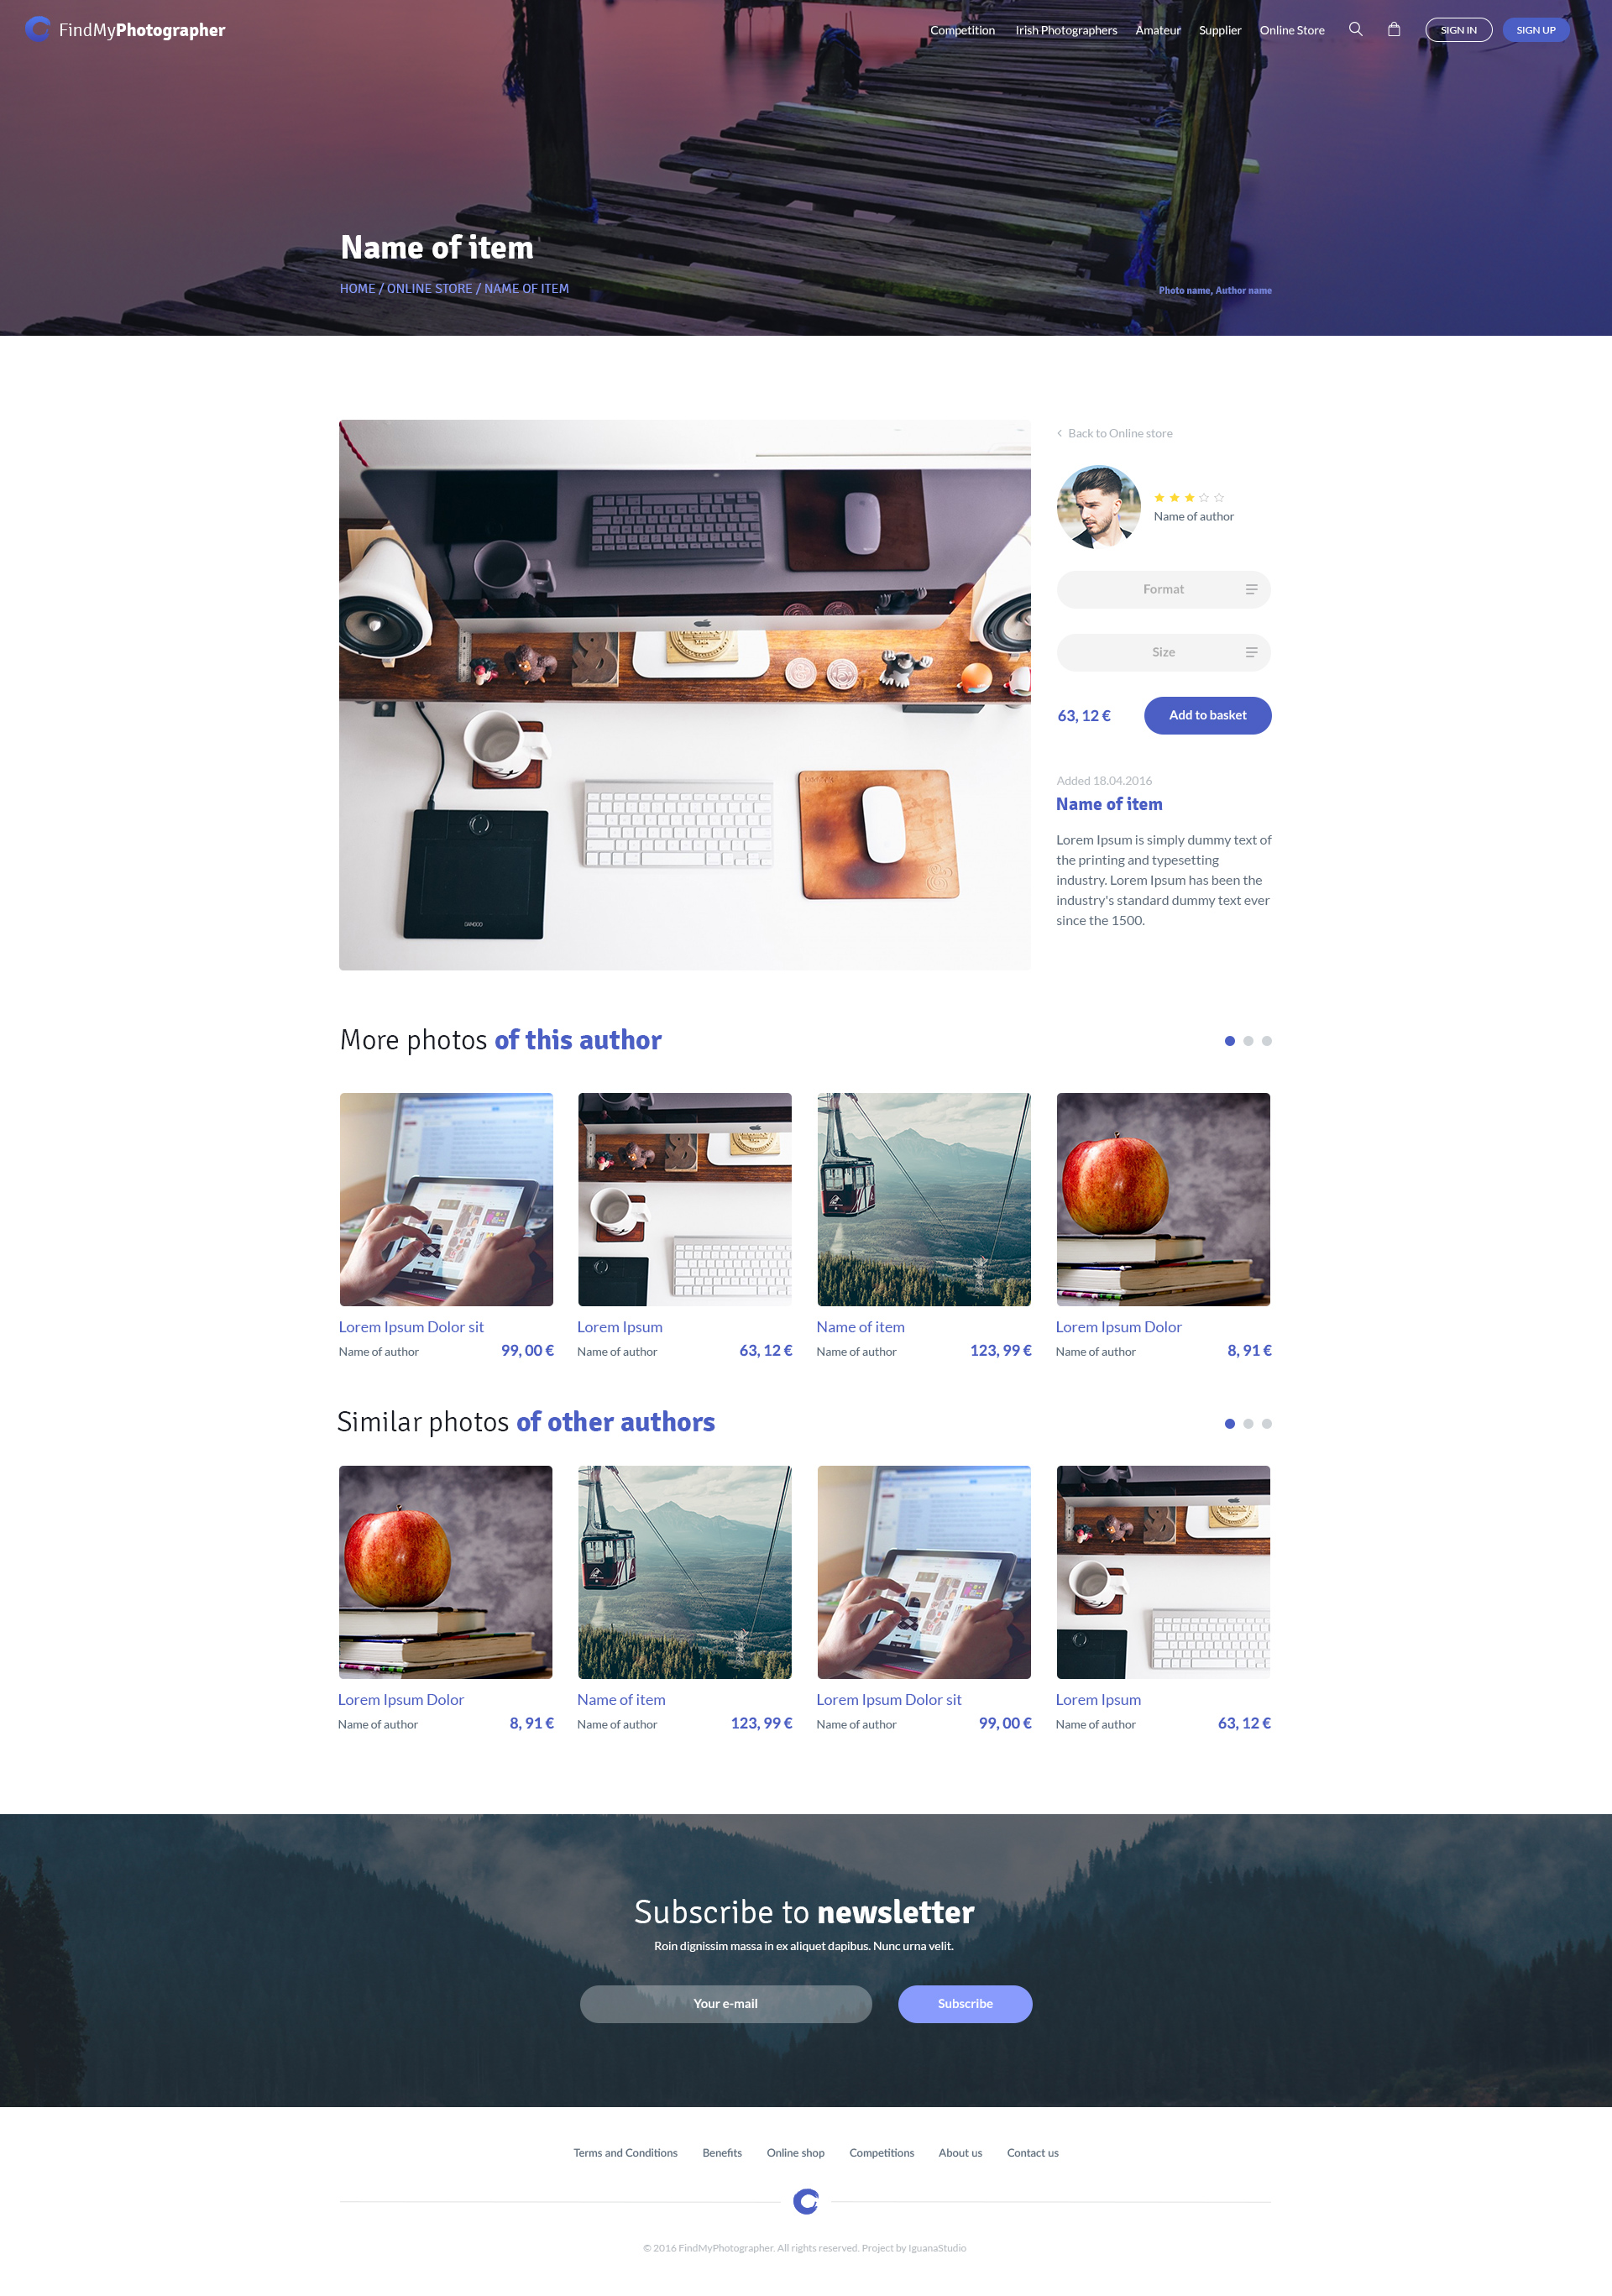 FindMyPhotographer
Competition
Irish Photographers
Amateur
Supplier
Online Store
SIGN IN
SIGN UP
Name of item
HOME / ONLINE STORE / NAME OF ITEM
Photo name, Author name
Back to Online store
Name of author
Format
Size
63, 12 €
Add to basket
Added 18.04.2016
Name of item
Lorem Ipsum is simply dummy text of
the printing and typesetting
industry. Lorem Ipsum has been the
industry's standard dummy text ever
since the 1500.
More photos of this author
Lorem Ipsum Dolor sit
Name of author
99, 00 €
Lorem Ipsum
Name of author
63, 12 €
Name of item
Name of author
123, 99 €
Lorem Ipsum Dolor
Name of author
8, 91 €
Similar photos of other authors
Lorem Ipsum Dolor
Name of author
8, 91 €
Name of item
Name of author
123, 99 €
Lorem Ipsum Dolor sit
Name of author
99, 00 €
Lorem Ipsum
Name of author
63, 12 €
Subscribe to newsletter
Roin dignissim massa in ex aliquet dapibus. Nunc urna velit.
Your e-mail
Subscribe
Terms and Conditions
Benefits
Online shop
Competitions
About us
Contact us
© 2016 FindMyPhotographer. All rights reserved. Project by IguanaStudio